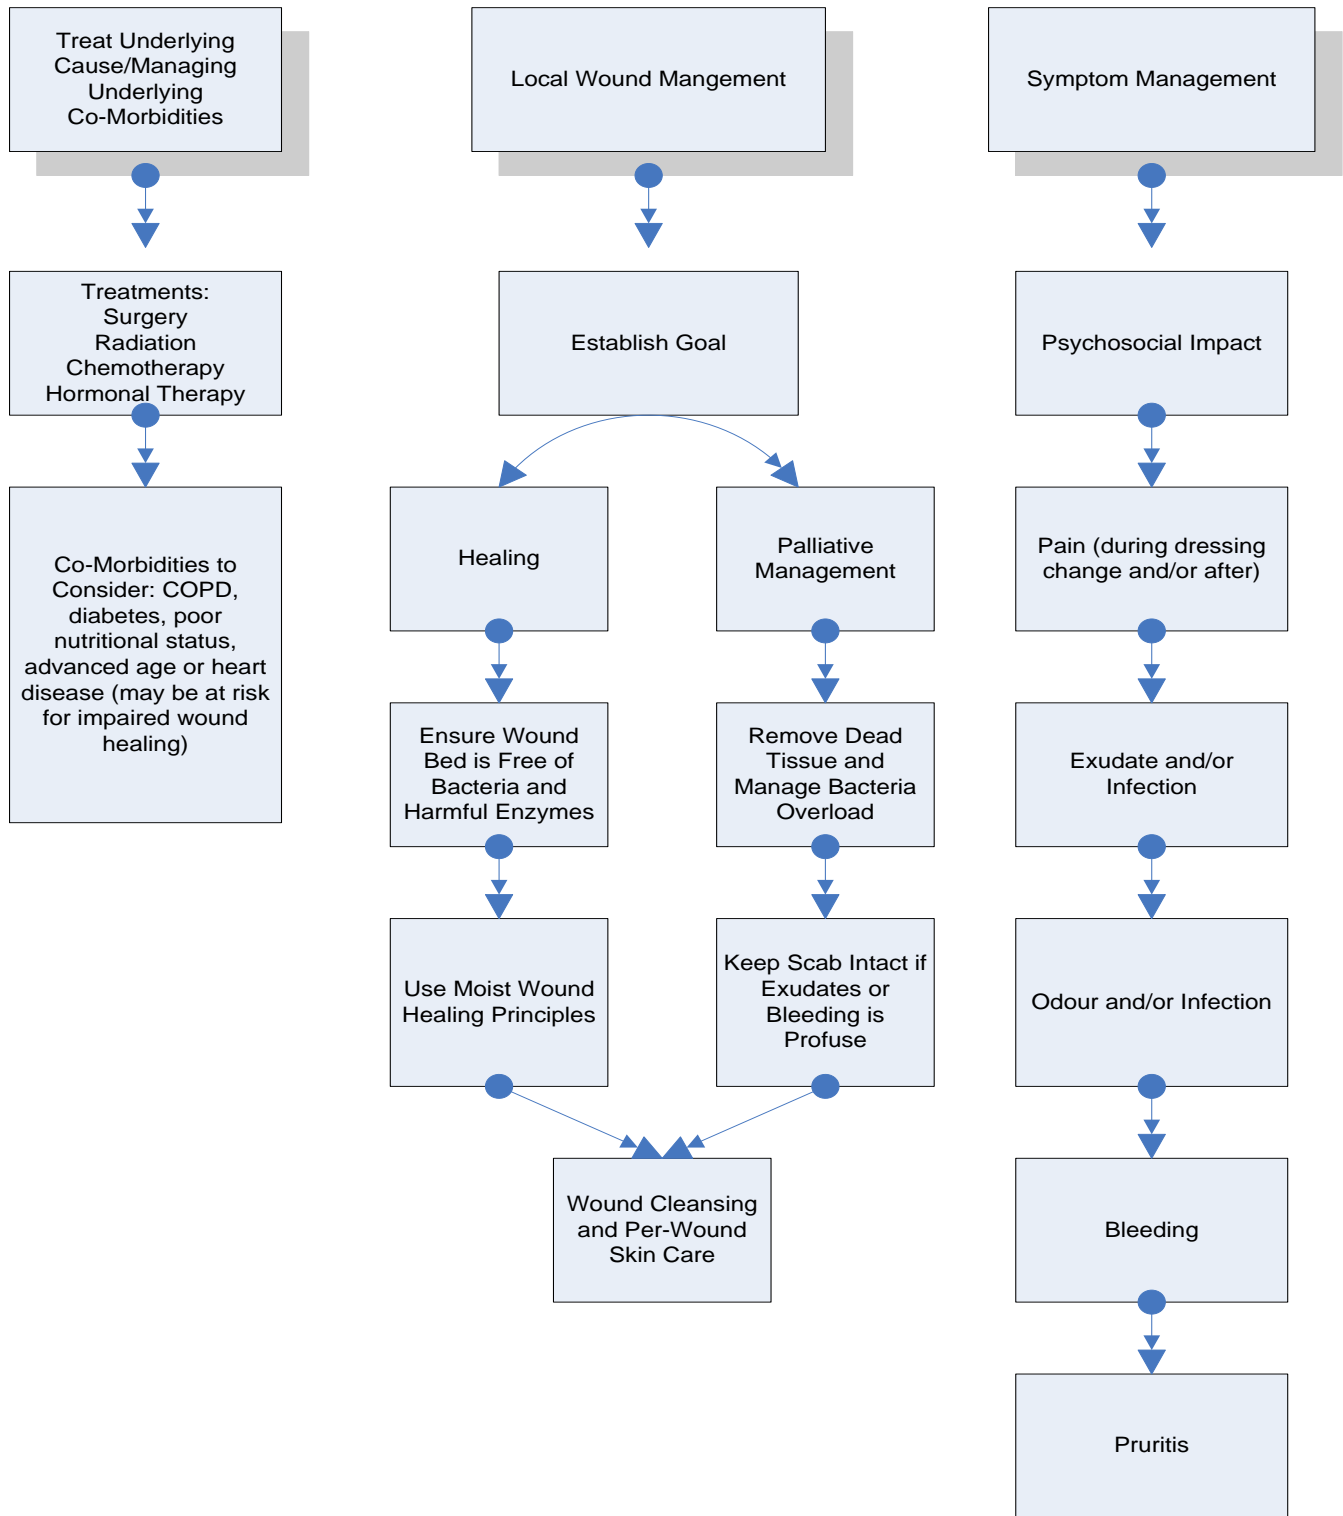 Treat Underlying
Cause/Managing
Underlying
Co-Morbidities
Treatments:
Surgery
Radiation
Chemotherapy
Hormonal Therapy
Co-Morbidities to
Consider: COPD,
diabetes, poor
nutritional status,
advanced age or heart
disease (may be at risk
for impaired wound
healing)
Local Wound Mangement
Establish Goal
Healing
Ensure Wound
Bed is Free of
Bacteria and
Harmful Enzymes
Use Moist Wound
Healing Principles
Palliative
Management
Remove Dead
Tissue and
Manage Bacteria
Overload
Keep Scab Intact if
Exudates or
Bleeding is
Profuse
Wound Cleansing
and Per-Wound
Skin Care
Symptom Management
Psychosocial Impact
Pain (during dressing
change and/or after)
Exudate and/or
Infection
Odour and/or Infection
Bleeding
Pruritis